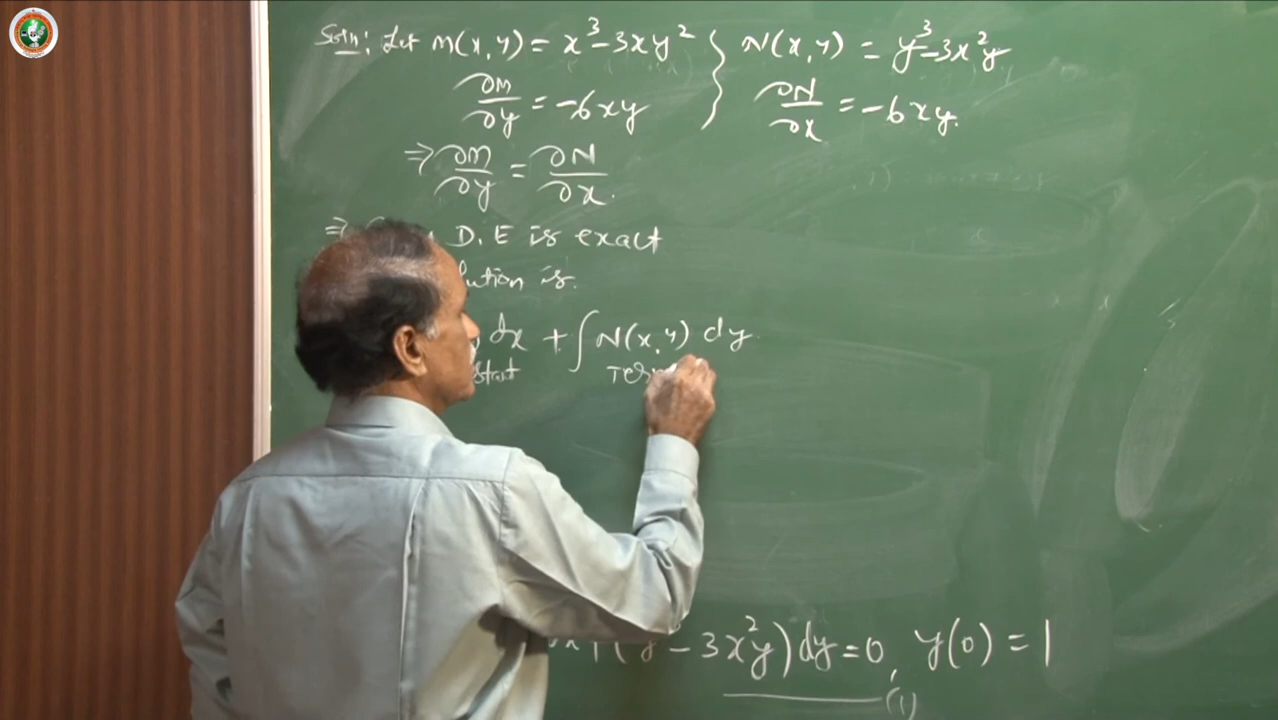 Soln: Let M(x,y) = x³-3xy² } N(x,y) = y³-3x²y
∂M/∂y = -6xy ∂N/∂x = -6xy.
⇒ ∂M/∂y = ∂N/∂x.
⇒ D.E is exact
lution is.
dx + ∫ N(x,y) dy.
stant Ter
- 3x²y)dy = 0, y(0) = 1
(1)